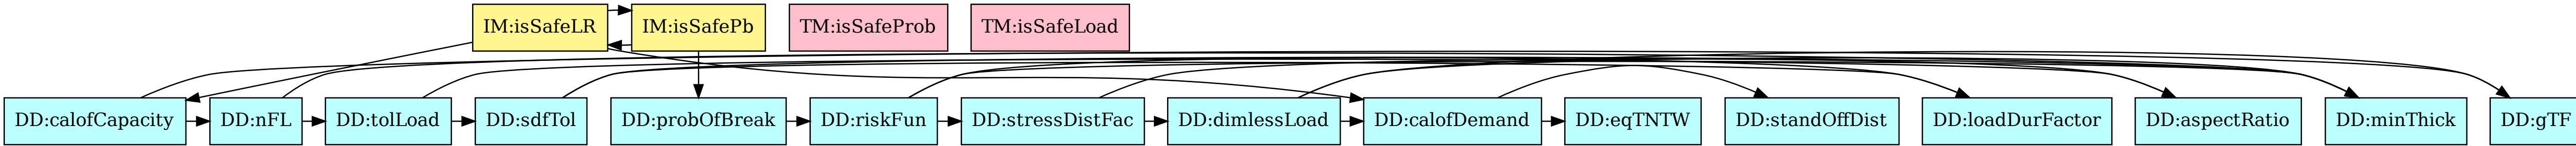 IM:isSafeLR
IM:isSafePb
TM:isSafeProb
TM:isSafeLoad
DD:calofCapacity
DD:nFL
DD:tolLoad
DD:sdfTol
DD:probOfBreak
DD:riskFun
DD:stressDistFac
DD:dimlessLoad
DD:calofDemand
DD:eqTNTW
DD:standOffDist
DD:loadDurFactor
DD:aspectRatio
DD:minThick
DD:gTF